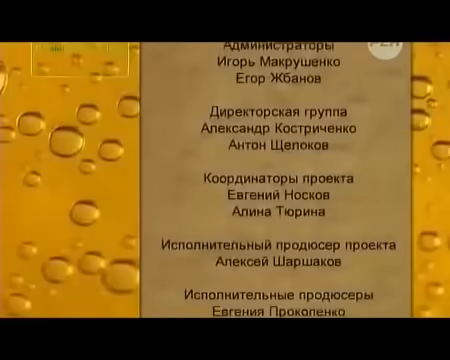 Администраторы
Игорь Макрушенко
Егор Жбанов
Директорская группа
Александр Костриченко
Антон Щелоков
Координаторы проекта
Евгений Носков
Алина Тюрина
Исполнительный продюсер проекта
Алексей Шаршаков
Исполнительные продюсеры
Евгения Прокопенко